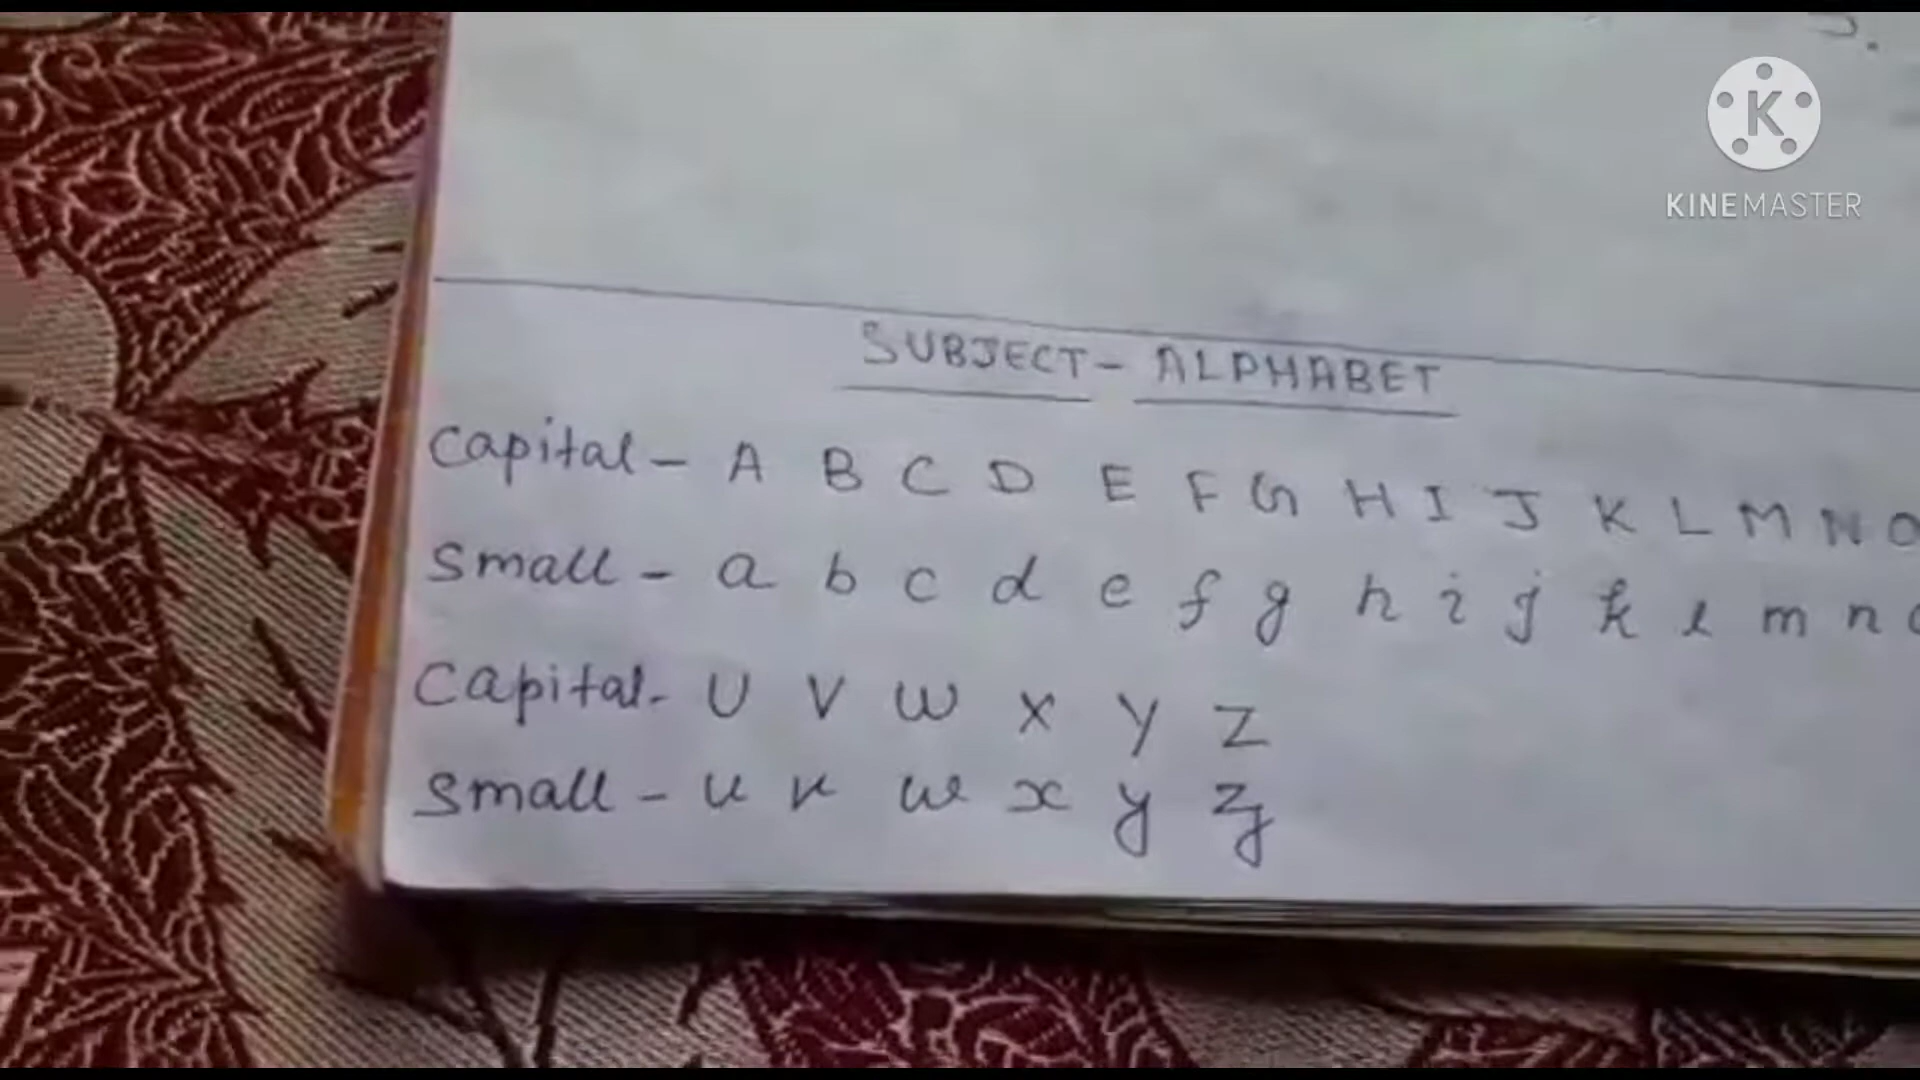 K
KINEMASTER
SUBJECT - ALPHABET
Capital - A B C D E F G H I J K L M N O
Small - a b c d e f g h i j k l m n o
Capital - U V W X Y Z
Small - u v w x y z